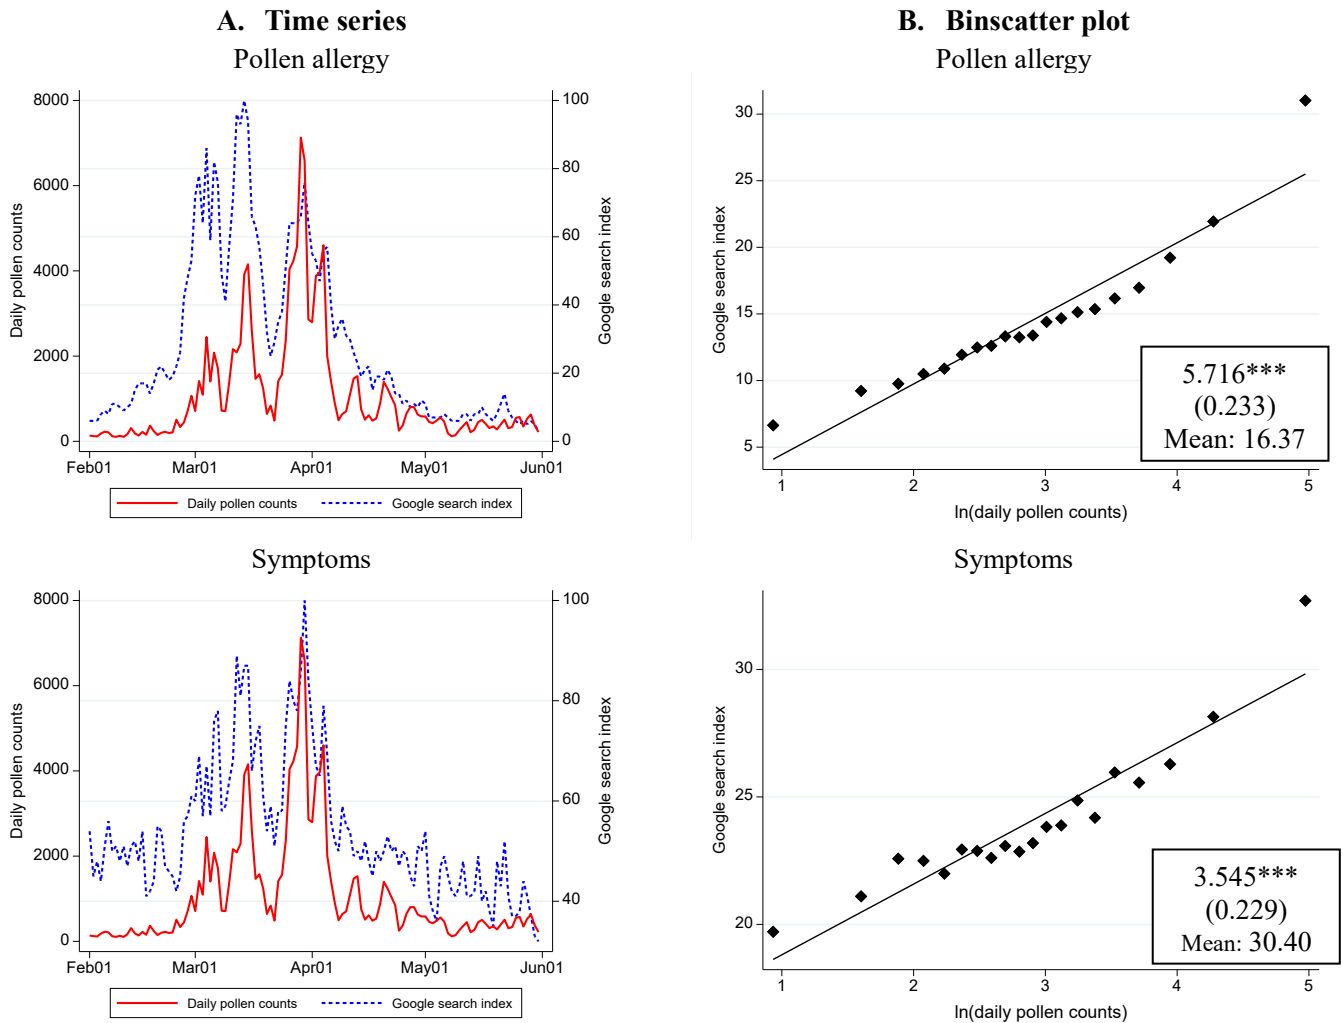 A. Time series
Pollen allergy
8000
6000
4000
2000
0
Daily pollen counts
100
80
60
40
20
0
Google search index
Feb01 Mar01 Apr01 May01 Jun01
Daily pollen counts Google search index
B. Binscatter plot
Pollen allergy
30
25
20
15
10
5
Google search index
5.716***
(0.233)
Mean: 16.37
1 2 3 4 5
ln(daily pollen counts)
Symptoms
8000
6000
4000
2000
0
Daily pollen counts
100
80
60
40
Google search index
Feb01 Mar01 Apr01 May01 Jun01
Daily pollen counts Google search index
Symptoms
30
25
20
Google search index
3.545***
(0.229)
Mean: 30.40
1 2 3 4 5
ln(daily pollen counts)